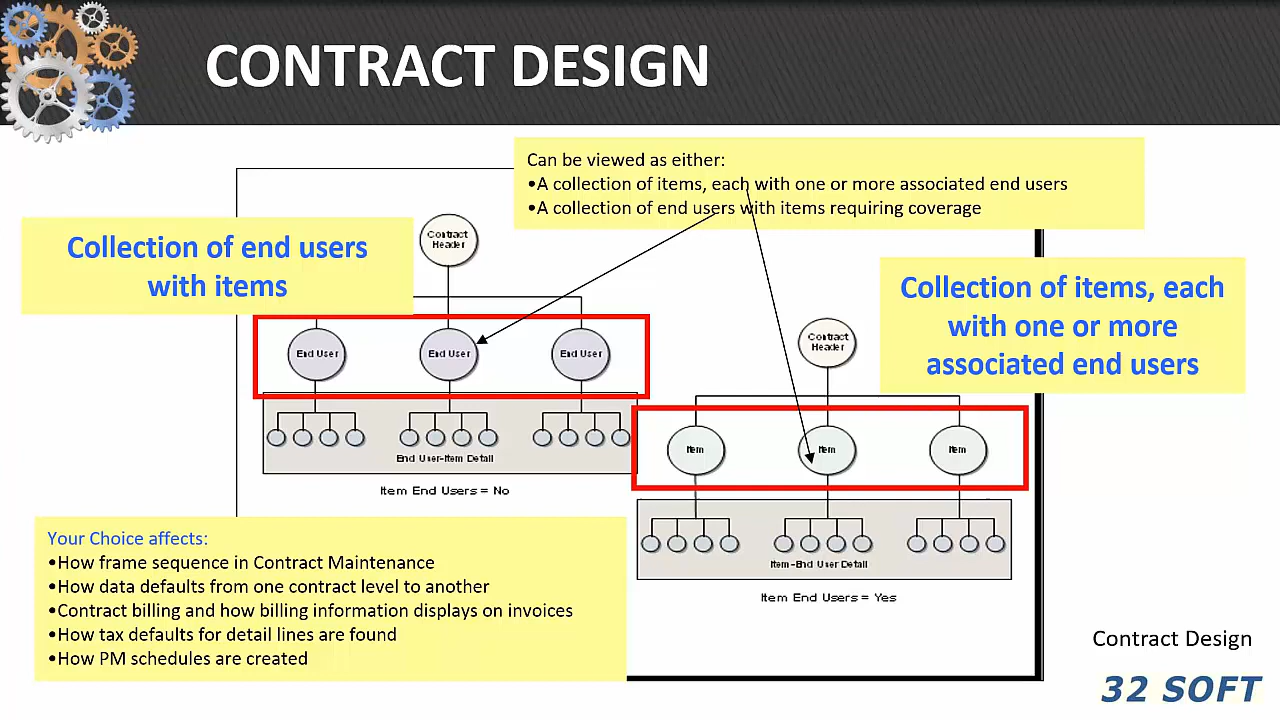 CONTRACT DESIGN
Can be viewed as either:
•A collection of items, each with one or more associated end users
•A collection of end users with items requiring coverage
Collection of end users
with items
Contract
Header
End User
End User
End User
End User-Item Detail
Item End Users = No
Collection of items, each
with one or more
associated end users
Contract
Header
Item
Item
Item
Item-End User Detail
Item End Users = Yes
Your Choice affects:
•How frame sequence in Contract Maintenance
•How data defaults from one contract level to another
•Contract billing and how billing information displays on invoices
•How tax defaults for detail lines are found
•How PM schedules are created
Contract Design
32 SOFT